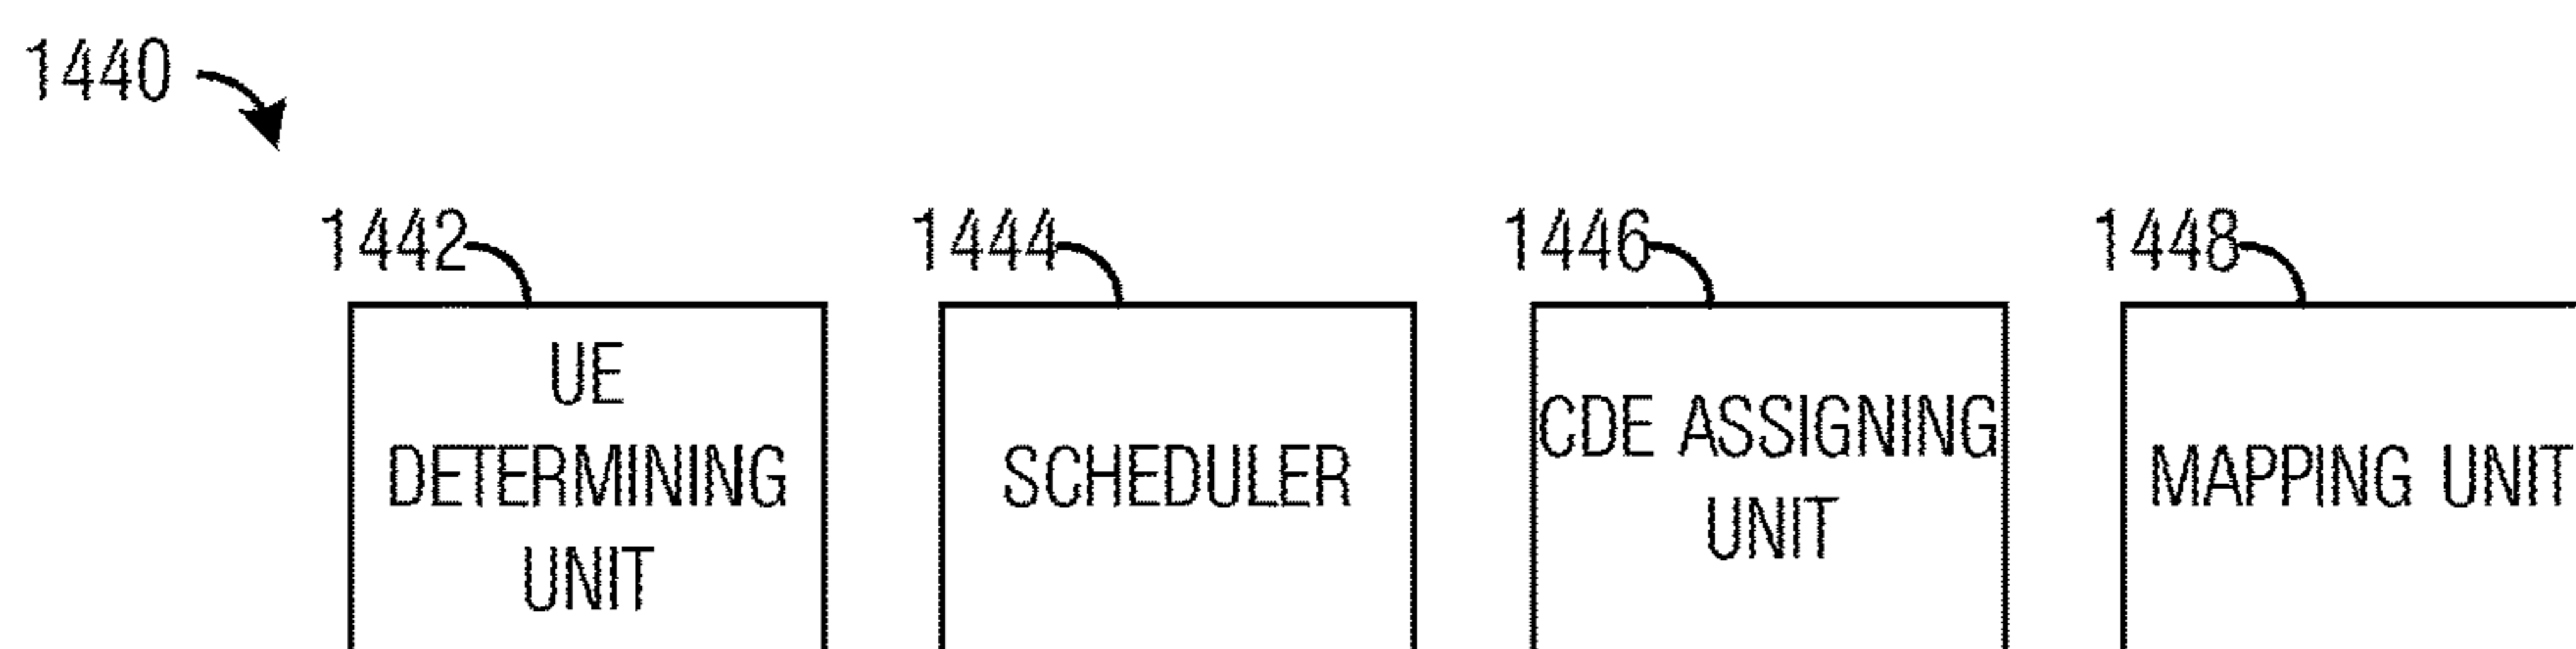 1440
1442
1444
1446
1448
UE
DETERMINING
UNIT
SCHEDULER
CDE ASSIGNING
UNIT
MAPPING UNIT